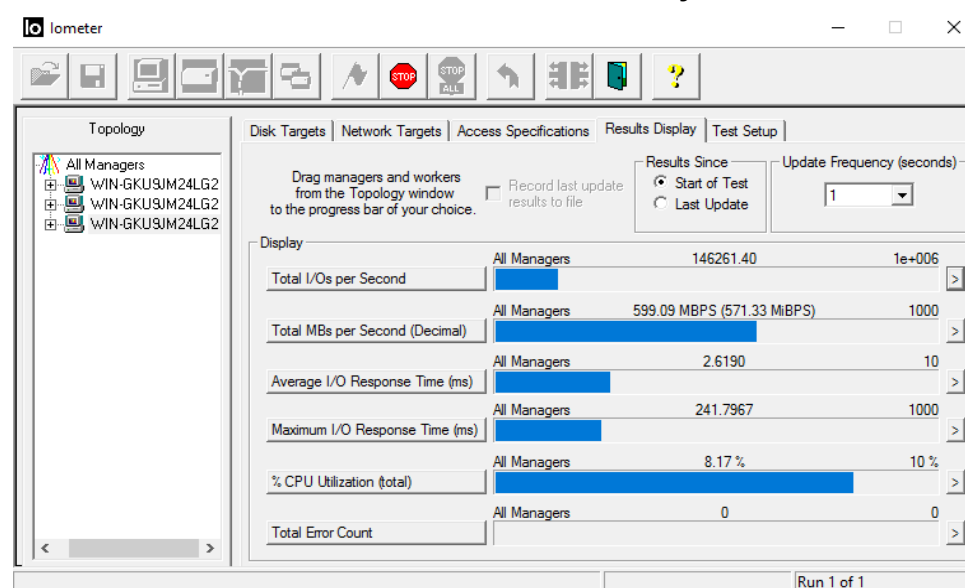 Iometer
STOP
STOP
ALL
Topology
All Managers
WIN-GKU9JM24LG2
WIN-GKU9JM24LG2
WIN-GKU9JM24LG2
Disk Targets
Network Targets
Access Specifications
Results Display
Test Setup
Drag managers and workers
from the Topology window
to the progress bar of your choice.
Record last update
results to file
Results Since
Start of Test
Last Update
Update Frequency (seconds)
1
Display
All Managers 146261.40 1e+006
Total I/Os per Second
All Managers 599.09 MBPS (571.33 MiBPS) 1000
Total MBs per Second (Decimal)
All Managers 2.6190 10
Average I/O Response Time (ms)
All Managers 241.7967 1000
Maximum I/O Response Time (ms)
All Managers 8.17 % 10 %
% CPU Utilization (total)
All Managers 0 0
Total Error Count
Run 1 of 1